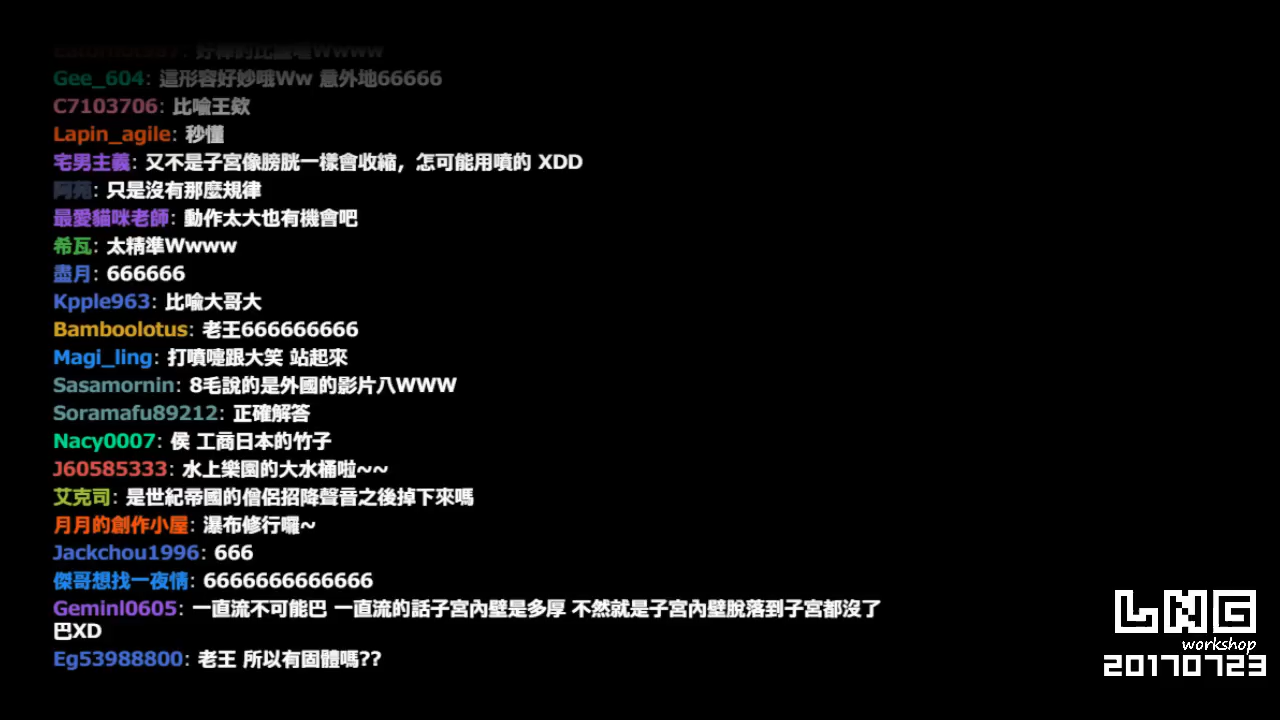 Gee_604: 這形容好妙哦Ww 意外地66666
C7103706: 比喻王欸
Lapin_agile: 秒懂
宅男主義: 又不是子宮像膀胱一樣會收縮，怎可能用噴的 XDD
阿苑: 只是沒有那麼規律
最愛貓咪老師: 動作太大也有機會吧
希瓦: 太精準Wwww
盡月: 666666
Kpple963: 比喻大哥大
Bamboolotus: 老王666666666
Magi_ling: 打噴嚏跟大笑 站起來
Sasamornin: 8毛說的是外國的影片八WWW
Soramafu89212: 正確解答
Nacy0007: 侯 工商日本的竹子
J60585333: 水上樂園的大水桶啦~~
艾克司: 是世紀帝國的僧侶招降聲音之後掉下來嗎
月月的創作小屋: 瀑布修行囉~
Jackchou1996: 666
傑哥想找一夜情: 6666666666666
Geminl0605: 一直流不可能巴 一直流的話子宮內壁是多厚 不然就是子宮內壁脫落到子宮都沒了
巴XD
Eg53988800: 老王 所以有固體嗎??
LNG
workshop
20170723